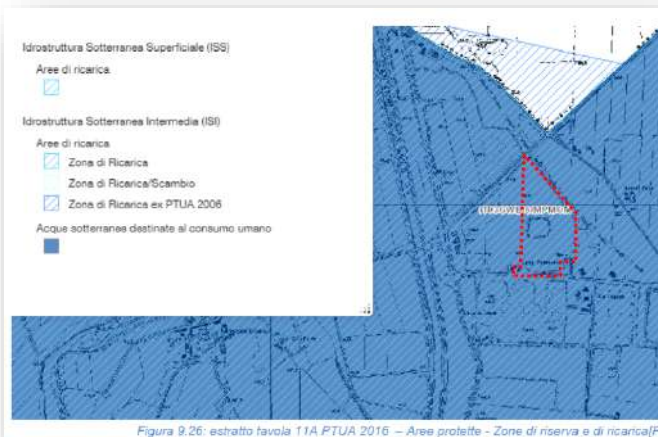 Idrostruttura Sotterranea Superficiale (ISS)
Aree di ricarica
Idrostruttura Sotterranea Intermedia (ISI)
Aree di ricarica
Zona di Ricarica
Zona di Ricarica/Scambio
Zona di Ricarica ex PTUA 2006
Acque sotterranee destinate al consumo umano
Figura 9.26: estratto tavola 11A PTUA 2016 – Aree protette - Zone di riserva e di ricarica[F